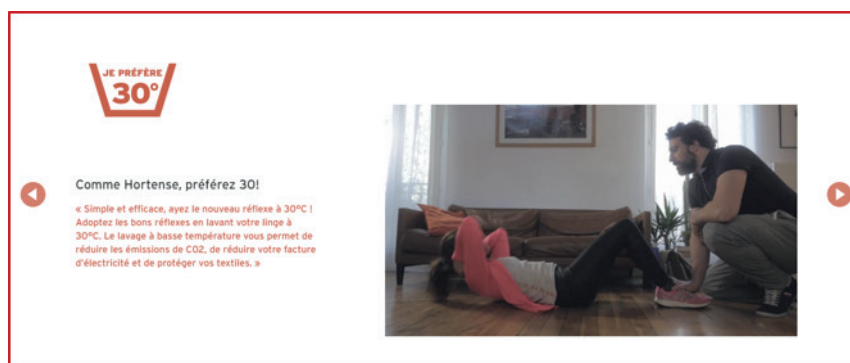 JE PRÉFÈRE
30°
Comme Hortense, préférez 30!
« Simple et efficace, ayez le nouveau réflexe à 30°C !
Adoptez les bons réflexes en lavant votre linge à
30°C. Le lavage à basse température vous permet de
réduire les émissions de CO2, de réduire votre facture
d'électricité et de protéger vos textiles. »